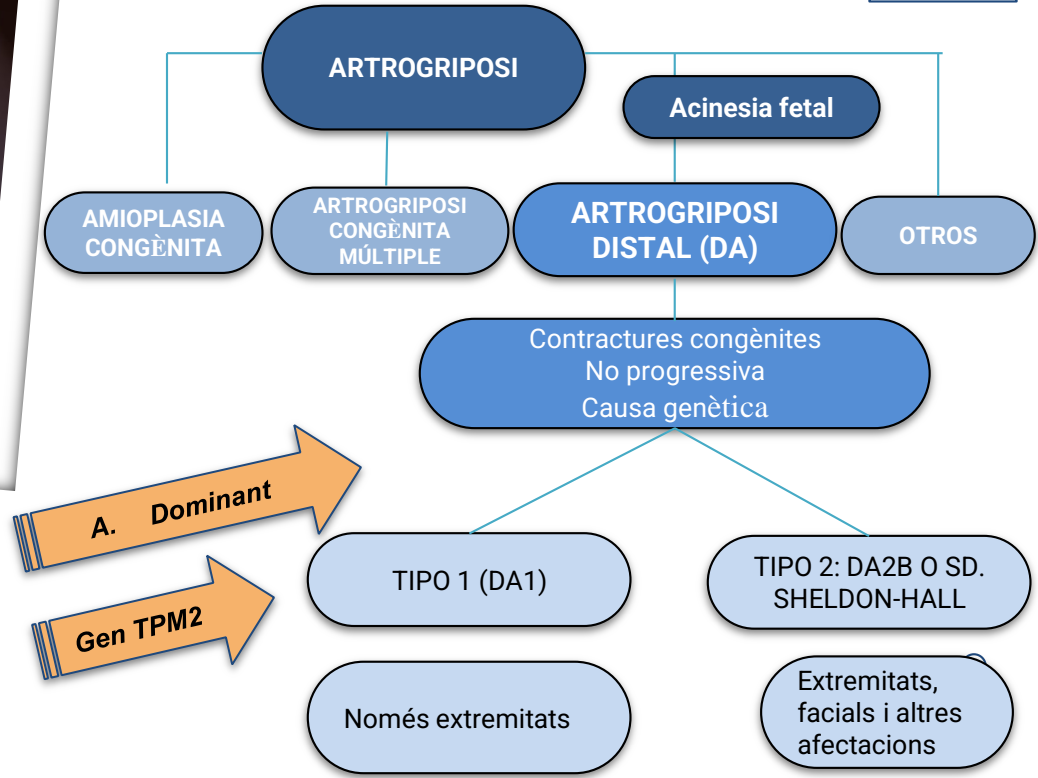 ARTROGRIPOSI
Acinesia fetal
AMIOPLASIA
CONGÈNITA
ARTROGRIPOSI
CONGÈNITA
MÚLTIPLE
ARTROGRIPOSI
DISTAL (DA)
OTROS
Contractures congènites
No progressiva
Causa genètica
A. Dominant
Gen TPM2
TIPO 1 (DA1)
TIPO 2: DA2B O SD.
SHELDON-HALL
Només extremitats
Extremitats,
facials i altres
afectacions